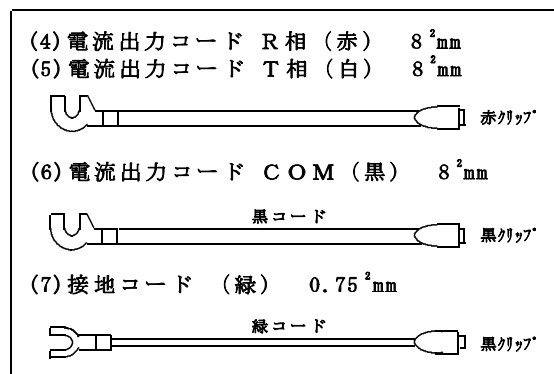 (4)電流出力コード R相(赤) 8²mm
(5)電流出力コード T相(白) 8²mm
赤クリップ
(6)電流出力コード COM(黒) 8²mm
黒コード
黒クリップ
(7)接地コード (緑) 0.75²mm
緑コード
黒クリップ